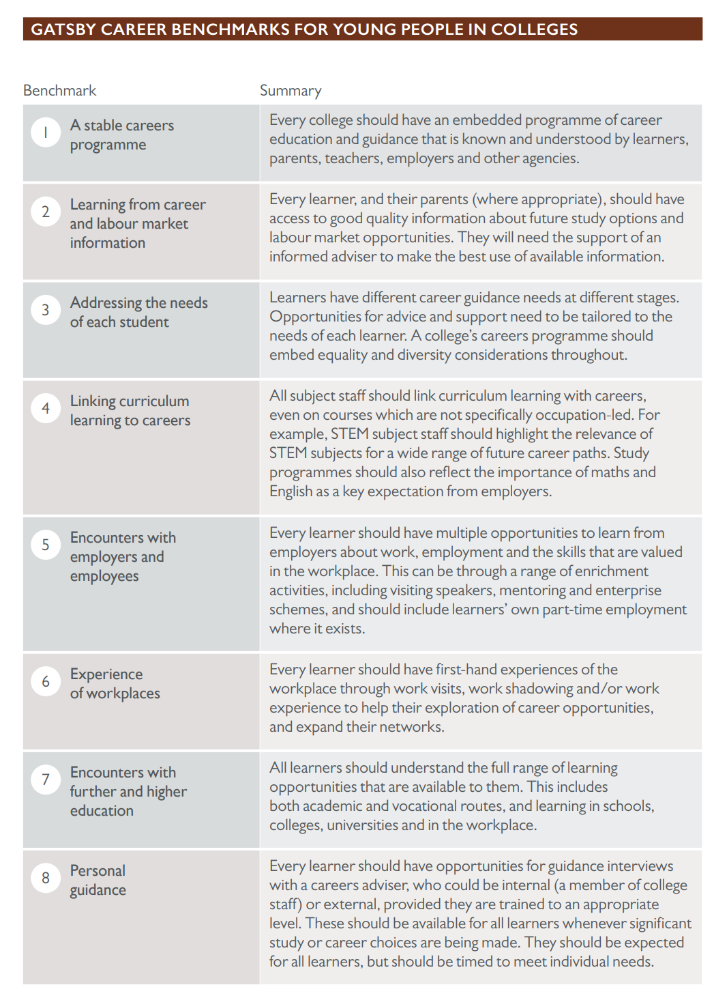 GATSBY CAREER BENCHMARKS FOR YOUNG PEOPLE IN COLLEGES
Benchmark
Summary
1
A stable careers
programme
Every college should have an embedded programme of career
education and guidance that is known and understood by learners,
parents, teachers, employers and other agencies.
2
Learning from career
and labour market
information
Every learner, and their parents (where appropriate), should have
access to good quality information about future study options and
labour market opportunities. They will need the support of an
informed adviser to make the best use of available information.
3
Addressing the needs
of each student
Learners have different career guidance needs at different stages.
Opportunities for advice and support need to be tailored to the
needs of each learner. A college's careers programme should
embed equality and diversity considerations throughout.
4
Linking curriculum
learning to careers
All subject staff should link curriculum learning with careers,
even on courses which are not specifically occupation-led. For
example, STEM subject staff should highlight the relevance of
STEM subjects for a wide range of future career paths. Study
programmes should also reflect the importance of maths and
English as a key expectation from employers.
5
Encounters with
employers and
employees
Every learner should have multiple opportunities to learn from
employers about work, employment and the skills that are valued
in the workplace. This can be through a range of enrichment
activities, including visiting speakers, mentoring and enterprise
schemes, and should include learners' own part-time employment
where it exists.
6
Experience
of workplaces
Every learner should have first-hand experiences of the
workplace through work visits, work shadowing and/or work
experience to help their exploration of career opportunities,
and expand their networks.
7
Encounters with
further and higher
education
All learners should understand the full range of learning
opportunities that are available to them. This includes
both academic and vocational routes, and learning in schools,
colleges, universities and in the workplace.
8
Personal
guidance
Every learner should have opportunities for guidance interviews
with a careers adviser, who could be internal (a member of college
staff) or external, provided they are trained to an appropriate
level. These should be available for all learners whenever significant
study or career choices are being made. They should be expected
for all learners, but should be timed to meet individual needs.